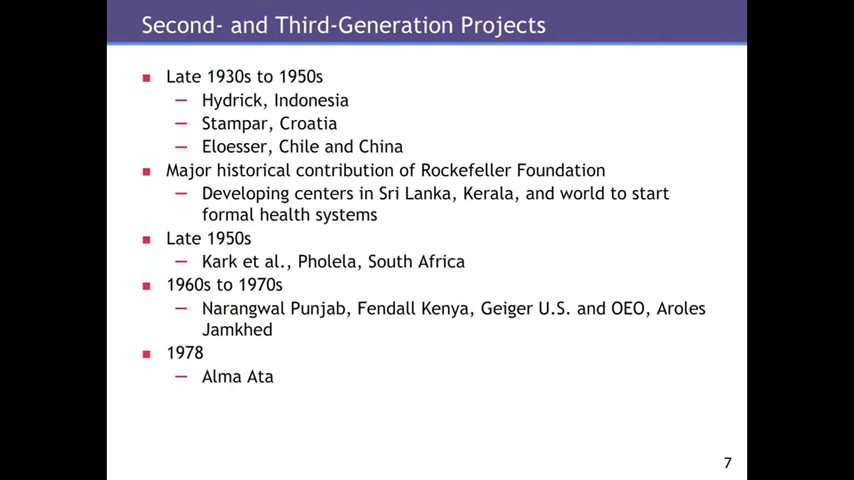 Second- and Third-Generation Projects
■ Late 1930s to 1950s
— Hydrick, Indonesia
— Stampar, Croatia
— Eloesser, Chile and China
■ Major historical contribution of Rockefeller Foundation
— Developing centers in Sri Lanka, Kerala, and world to start
formal health systems
■ Late 1950s
— Kark et al., Pholela, South Africa
■ 1960s to 1970s
— Narangwal Punjab, Fendall Kenya, Geiger U.S. and OEO, Aroles
Jamkhed
■ 1978
— Alma Ata
7